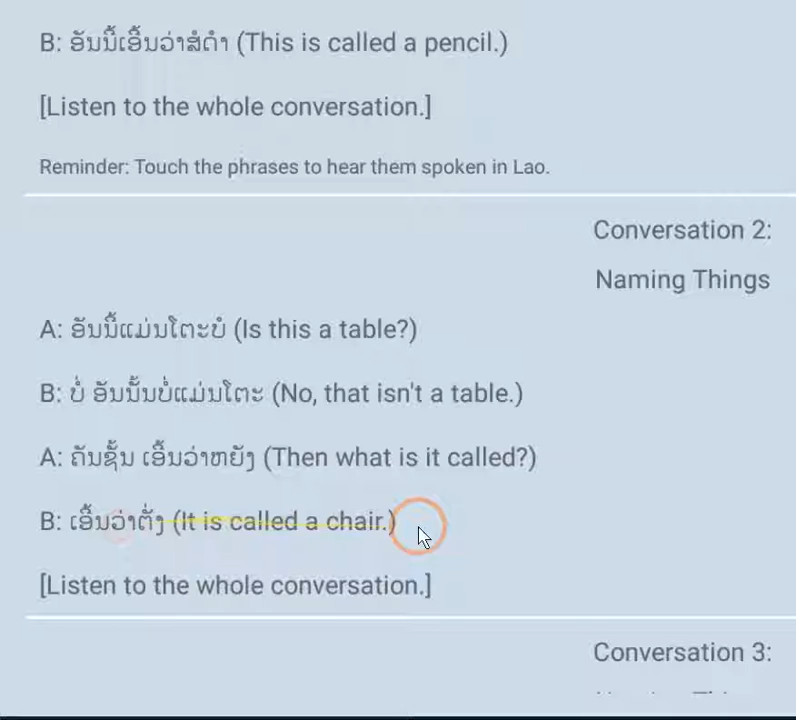 B: ອັນນີ້ເອີ້ນວ່າສໍດໍາ (This is called a pencil.)
[Listen to the whole conversation.]
Reminder: Touch the phrases to hear them spoken in Lao.
Conversation 2:
Naming Things
A: ອັນນີ້ແມ່ນໂຕະບໍ (Is this a table?)
B: ບໍ່ ອັນນັ້ນບໍ່ແມ່ນໂຕະ (No, that isn't a table.)
A: ຄັນຊັ້ນ ເອີ້ນວ່າຫຍັງ (Then what is it called?)
B: ເອີ້ນວ່າຕັ່ງ (It is called a chair.)
[Listen to the whole conversation.]
Conversation 3: